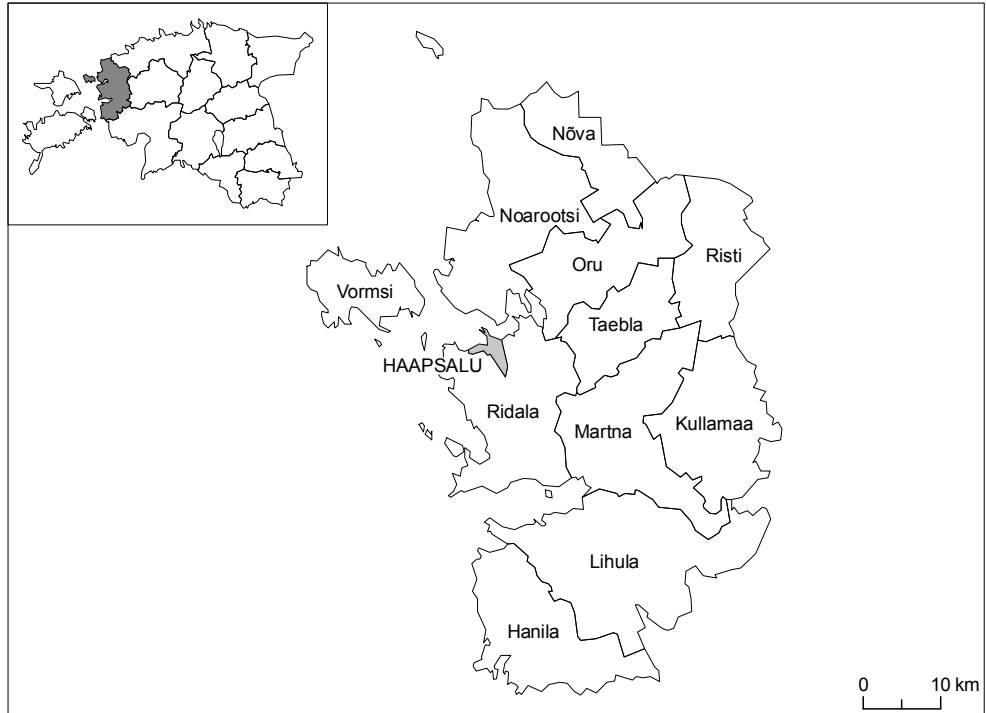 Nõva
Noarootsi
Risti
Oru
Vormsi
Taebla
HAAPSALU
Ridala
Kullamaa
Martna
Lihula
Hanila
0 10 km